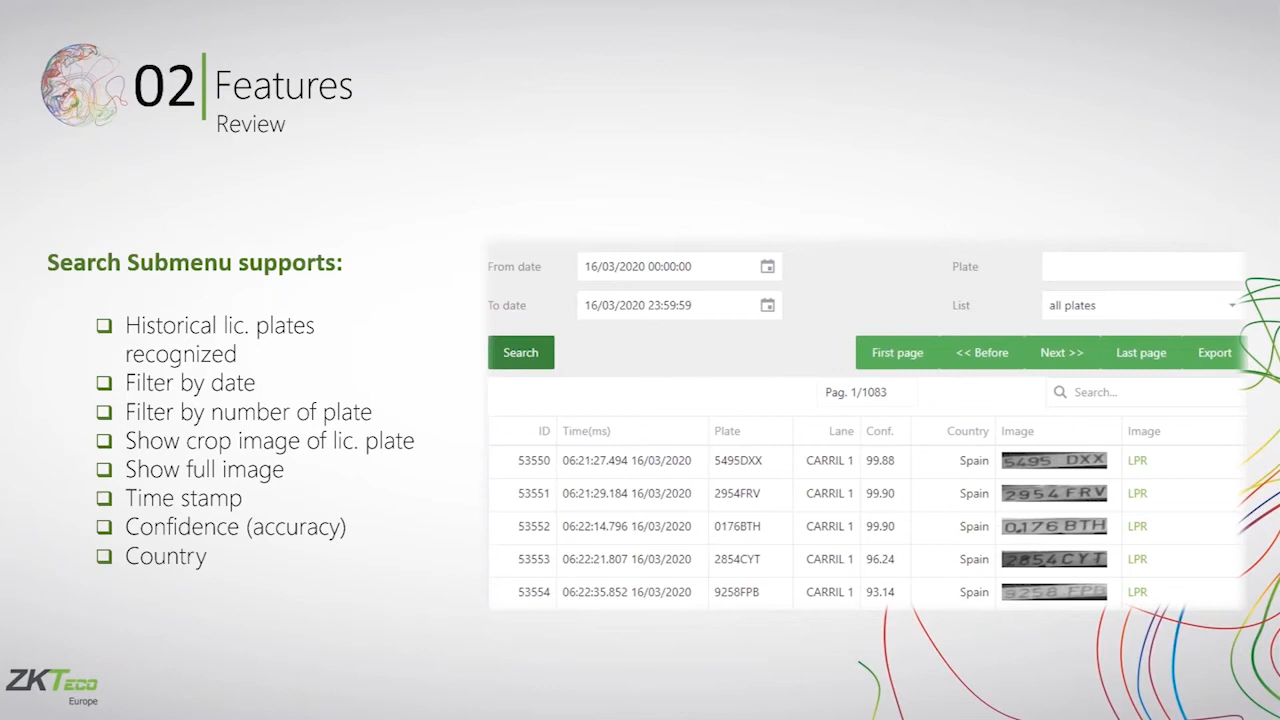 02 Features
Review
Search Submenu supports:
Historical lic. plates
recognized
Filter by date
Filter by number of plate
Show crop image of lic. plate
Show full image
Time stamp
Confidence (accuracy)
Country
From date 16/03/2020 00:00:00 Plate
To date 16/03/2020 23:59:59 List all plates
Search First page << Before Next >> Last page Export
Pag. 1/1083 Search...
ID Time(ms) Plate Lane Conf. Country Image Image
53550 06:21:27.494 16/03/2020 5495DXX CARRIL 1 99.88 Spain 5495 DXX LPR
53551 06:21:29.184 16/03/2020 2954FRV CARRIL 1 99.90 Spain 2954 FRV LPR
53552 06:22:14.796 16/03/2020 0176BTH CARRIL 1 99.90 Spain 0176 BTH LPR
53553 06:22:21.807 16/03/2020 2854CYT CARRIL 1 96.24 Spain 2854 CYT LPR
53554 06:22:35.852 16/03/2020 9258FPB CARRIL 1 93.14 Spain 9258 FPB LPR
ZKTeco
Europe